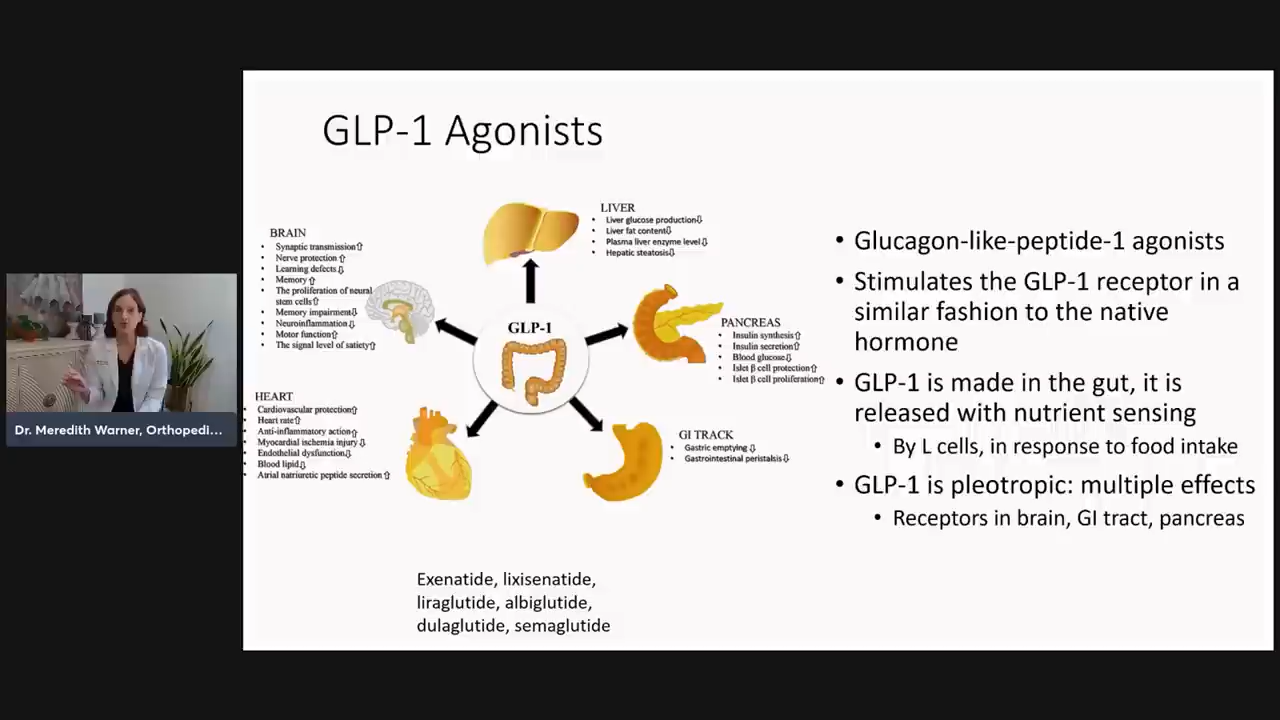 GLP-1 Agonists
LIVER
• Liver glucose production⇩
• Liver fat content⇩
• Plasma liver enzyme level⇩
• Hepatic steatosis⇩
BRAIN
• Synaptic transmission⇧
• Nerve protection ⇧
• Learning defects⇩
• Memory ⇧
• The proliferation of neural
stem cells⇧
• Memory impairment⇩
• Neuroinflammation⇩
• Motor function⇧
• The signal level of satiety⇧
GLP-1
PANCREAS
• Insulin synthesis⇧
• Insulin secretion⇧
• Blood glucose⇩
• Islet β cell protection⇧
• Islet β cell proliferation⇧
HEART
• Cardiovascular protection⇧
• Heart rate⇧
• Anti-inflammatory action⇧
• Myocardial ischemia injury ⇩
• Endothelial dysfunction⇩
• Blood lipid⇩
• Atrial natriuretic peptide secretion ⇧
GI TRACK
• Gastric emptying ⇩
• Gastrointestinal peristalsis⇩
Exenatide, lixisenatide,
liraglutide, albiglutide,
dulaglutide, semaglutide
• Glucagon-like-peptide-1 agonists
• Stimulates the GLP-1 receptor in a
similar fashion to the native
hormone
• GLP-1 is made in the gut, it is
released with nutrient sensing
• By L cells, in response to food intake
• GLP-1 is pleotropic: multiple effects
• Receptors in brain, GI tract, pancreas
Dr. Meredith Warner, Orthopedi...